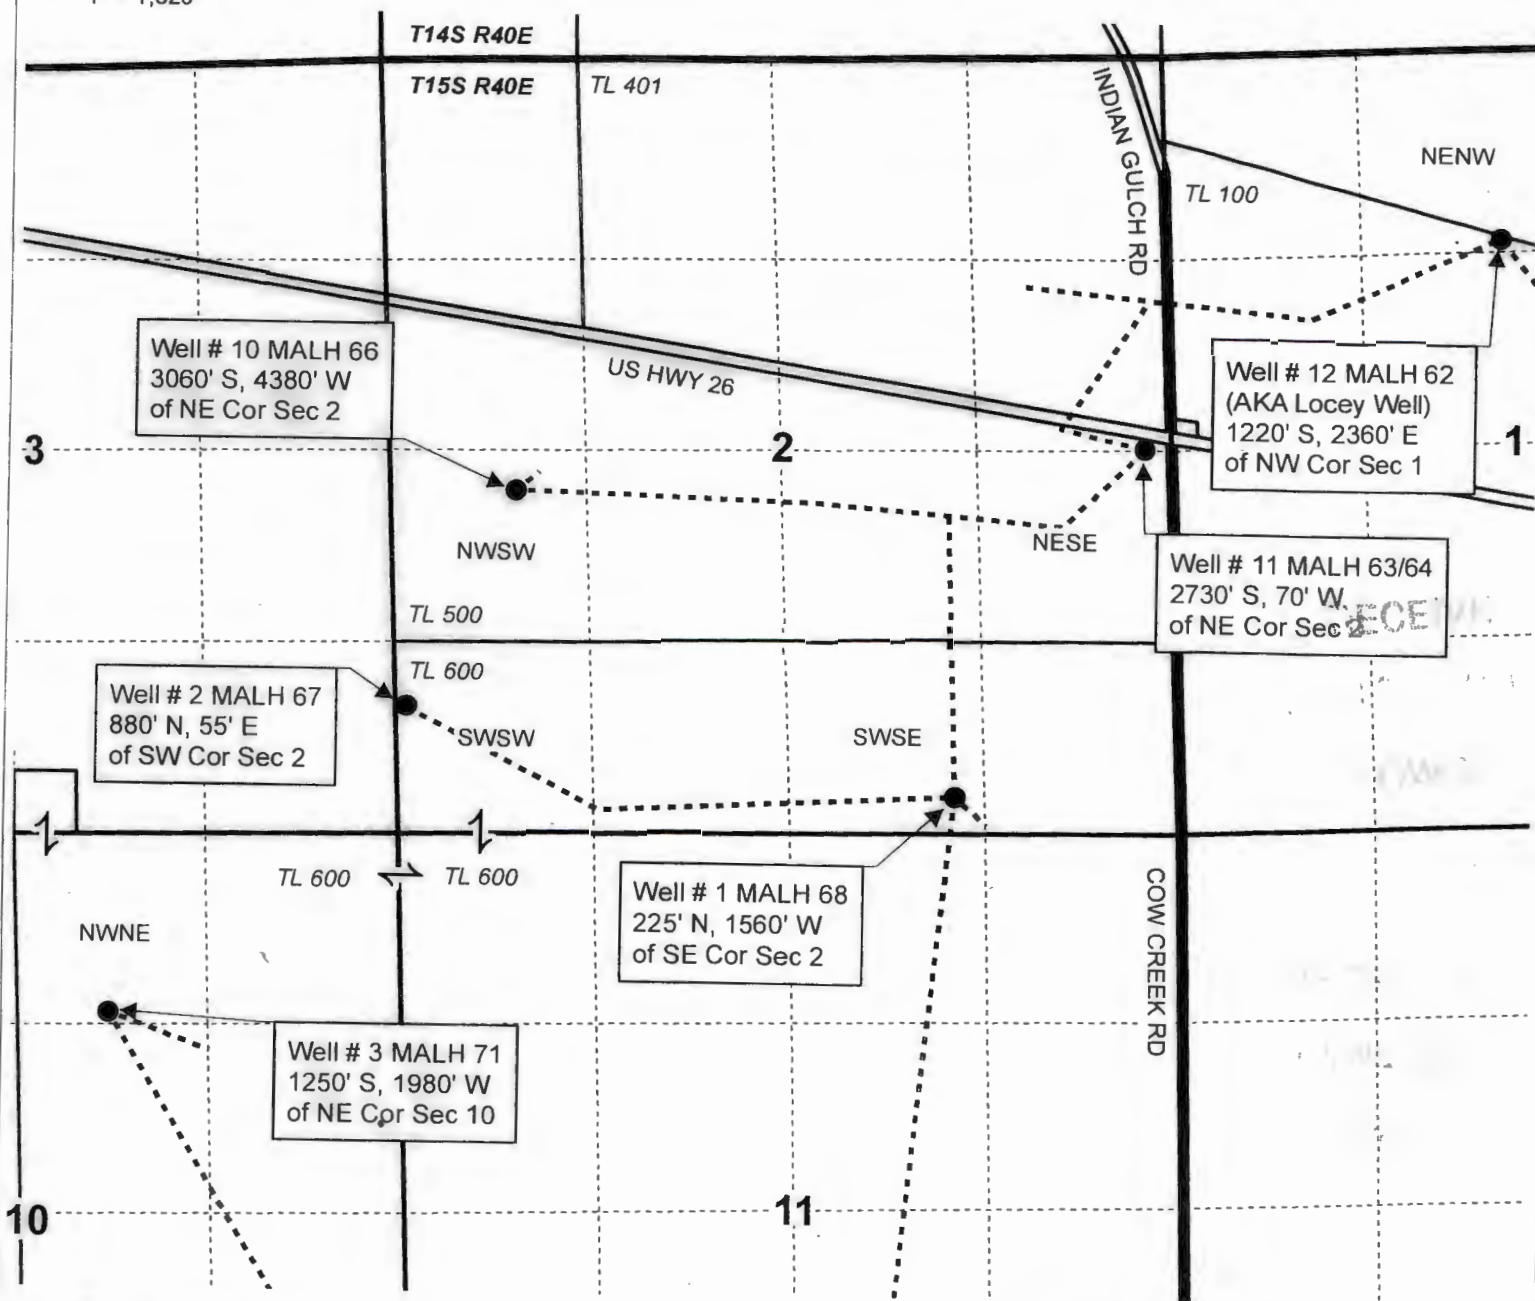 T14S R40E
T15S R40E
TL 401
INDIAN GULCH RD
NENW
TL 100
Well # 10 MALH 66
3060' S, 4380' W
of NE Cor Sec 2
US HWY 26
Well # 12 MALH 62
(AKA Locey Well)
1220' S, 2360' E
of NW Cor Sec 1
3
2
1
NWSW
NESE
Well # 11 MALH 63/64
2730' S, 70' W
of NE Cor Sec 2
TL 500
TL 600
Well # 2 MALH 67
880' N, 55' E
of SW Cor Sec 2
SWSW
SWSE
TL 600
TL 600
Well # 1 MALH 68
225' N, 1560' W
of SE Cor Sec 2
COW CREEK RD
NWNE
Well # 3 MALH 71
1250' S, 1980' W
of NE Cor Sec 10
10
11